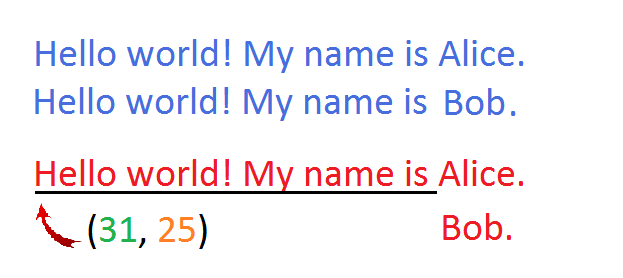 Hello world! My name is Alice.
Hello world! My name is Bob.
Hello world! My name is Alice.
(31, 25)
Bob.